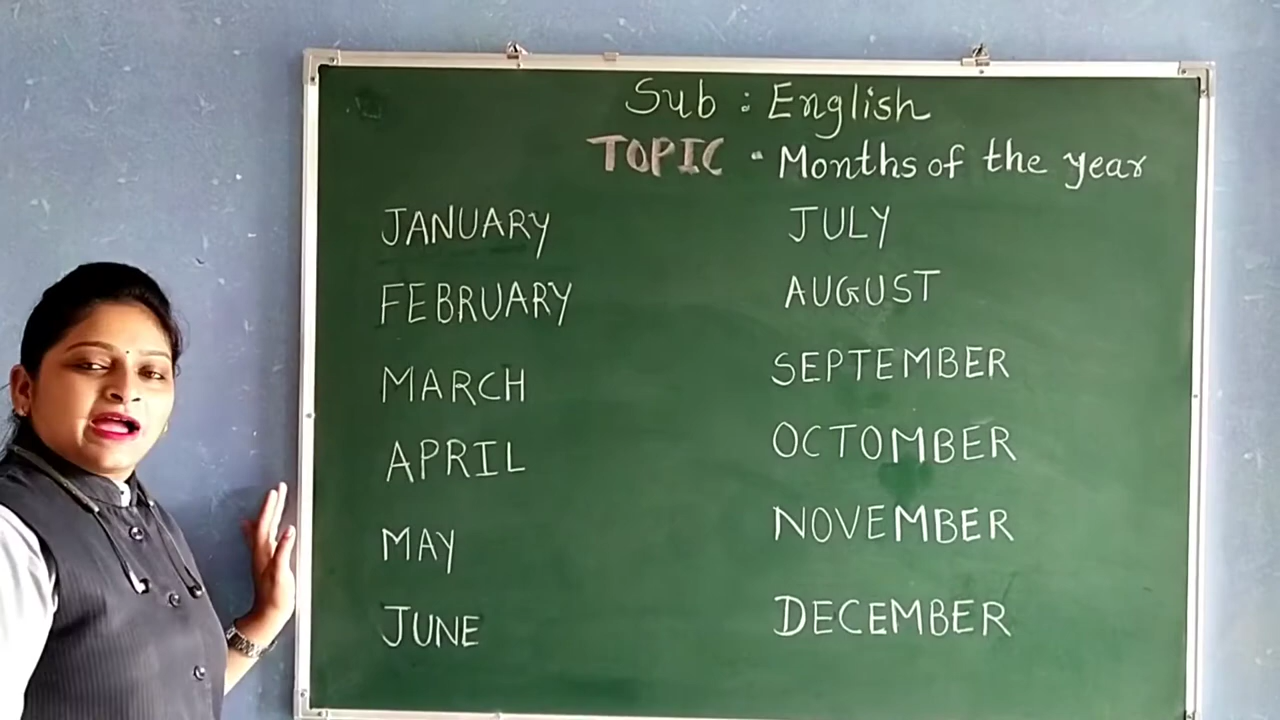 Sub : English
TOPIC - Months of the year
JANUARY
FEBRUARY
MARCH
APRIL
MAY
JUNE
JULY
AUGUST
SEPTEMBER
OCTOMBER
NOVEMBER
DECEMBER